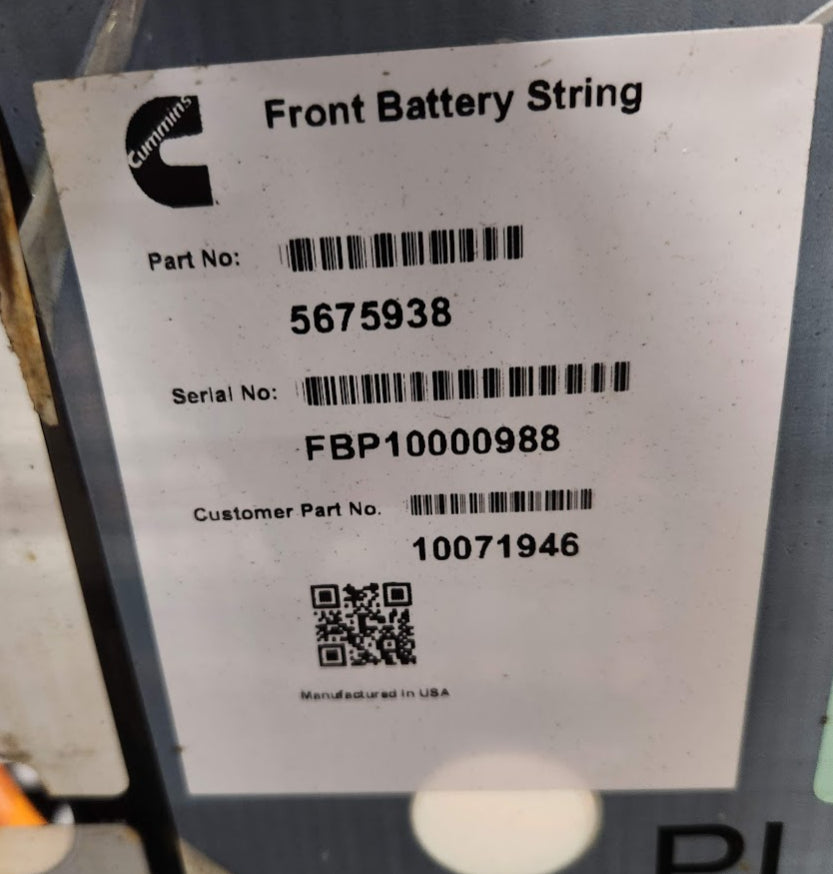 Cummins
Front Battery String
Part No:
5675938
Serial No:
FBP10000988
Customer Part No.
10071946
Manufactured in USA